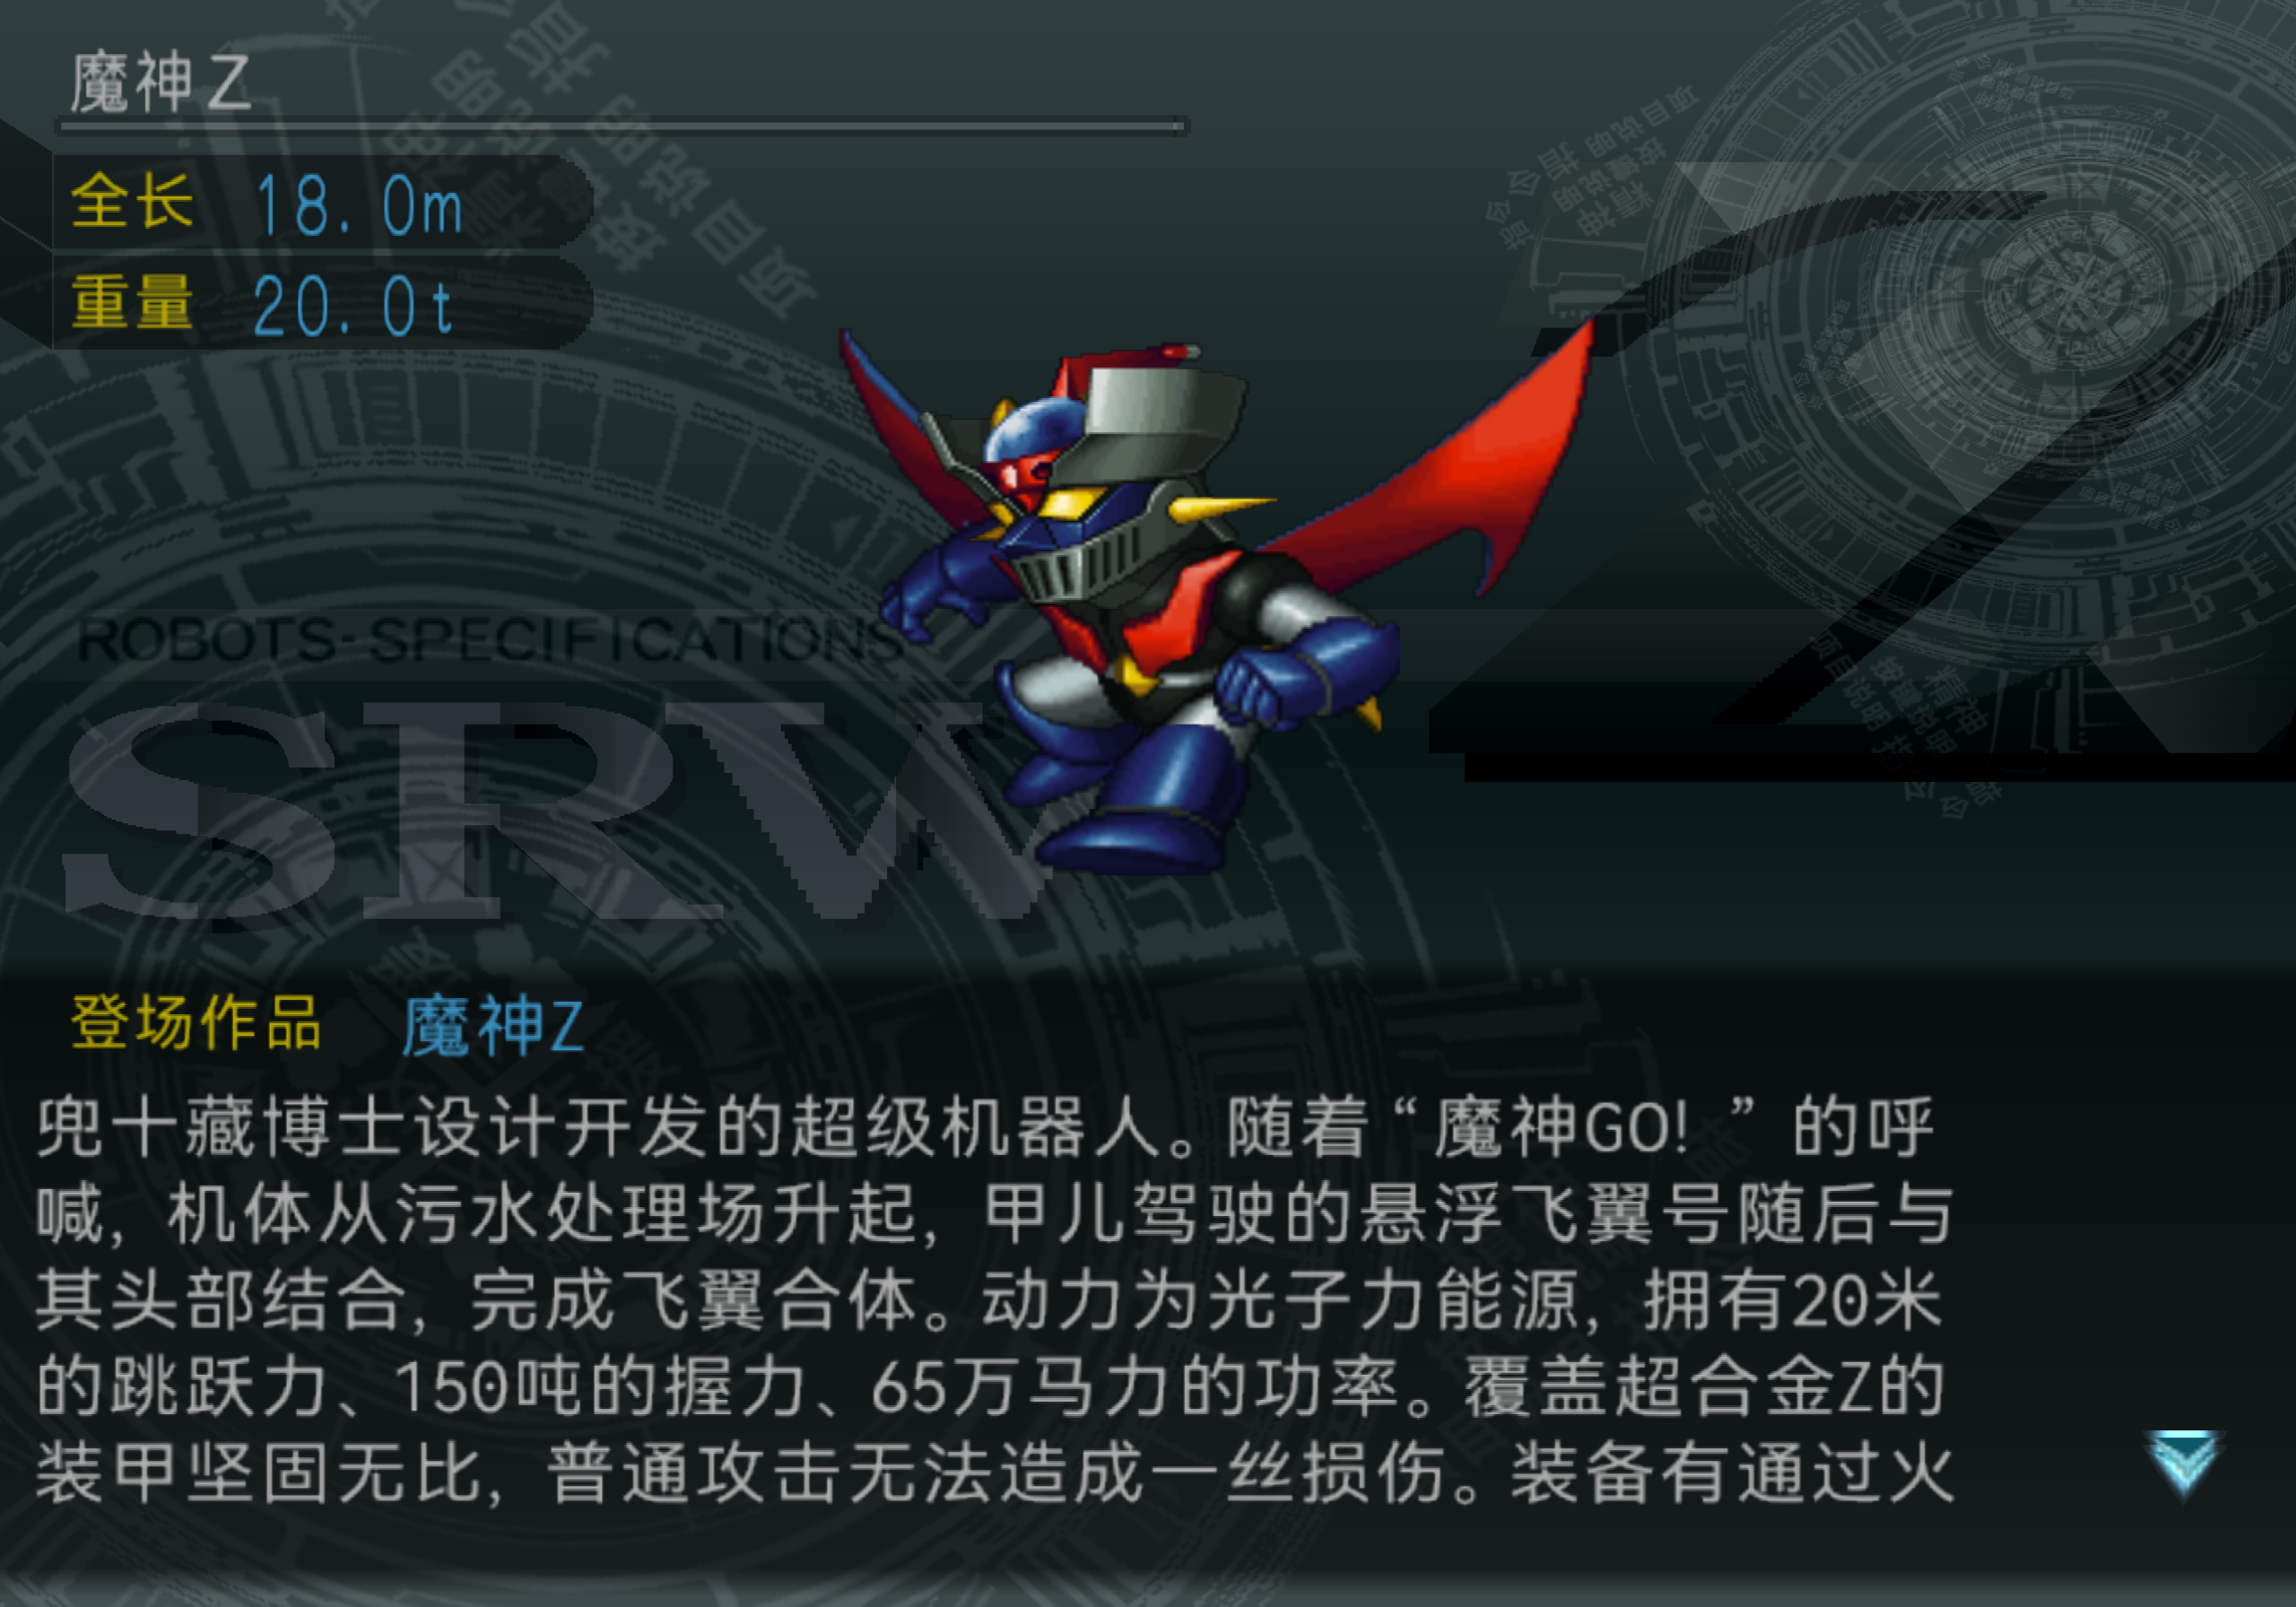 魔神Z
全长 18.0m
重量 20.0t
ROBOTS-SPECIFICATIONS
SRW
Z
登场作品 魔神Z
兜十藏博士设计开发的超级机器人。随着“魔神GO!”的呼
喊，机体从污水处理场升起，甲儿驾驶的悬浮飞翼号随后与
其头部结合，完成飞翼合体。动力为光子力能源，拥有20米
的跳跃力、150吨的握力、65万马力的功率。覆盖超合金Z的
装甲坚固无比，普通攻击无法造成一丝损伤。装备有通过火